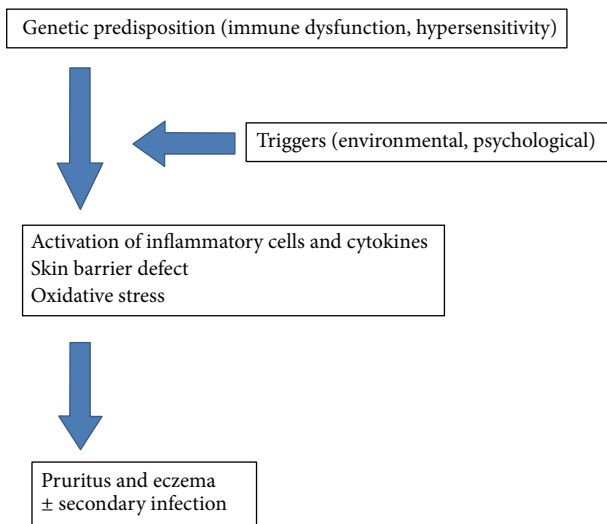 Genetic predisposition (immune dysfunction, hypersensitivity)
Triggers (environmental, psychological)
Activation of inflammatory cells and cytokines
Skin barrier defect
Oxidative stress
Pruritus and eczema
± secondary infection